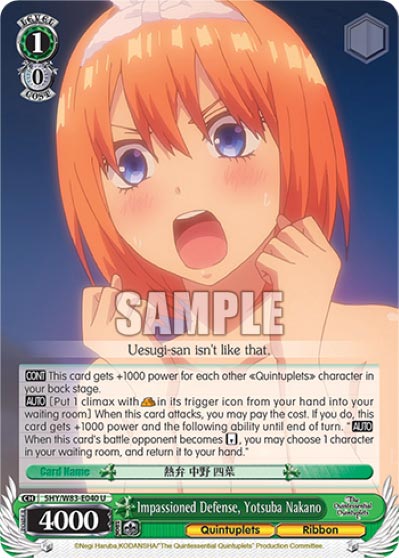 LEVEL
1
0
COST
SAMPLE
Uesugi-san isn't like that.
CONT This card gets +1000 power for each other «Quintuplets» character in
your back stage.
AUTO [Put 1 climax with in its trigger icon from your hand into your
waiting room] When this card attacks, you may pay the cost. If you do, this
card gets +1000 power and the following ability until end of turn. " AUTO
When this card's battle opponent becomes , you may choose 1 character
in your waiting room, and return it to your hand."
Card Name 熱弁 中野 四葉
CH 5HY/W83-E040 U Impassioned Defense, Yotsuba Nakano
The Quintessential Quintuplets
4000 Quintuplets Ribbon
©Negi Haruba,KODANSHA/"The Quintessential Quintuplets" Production Committee